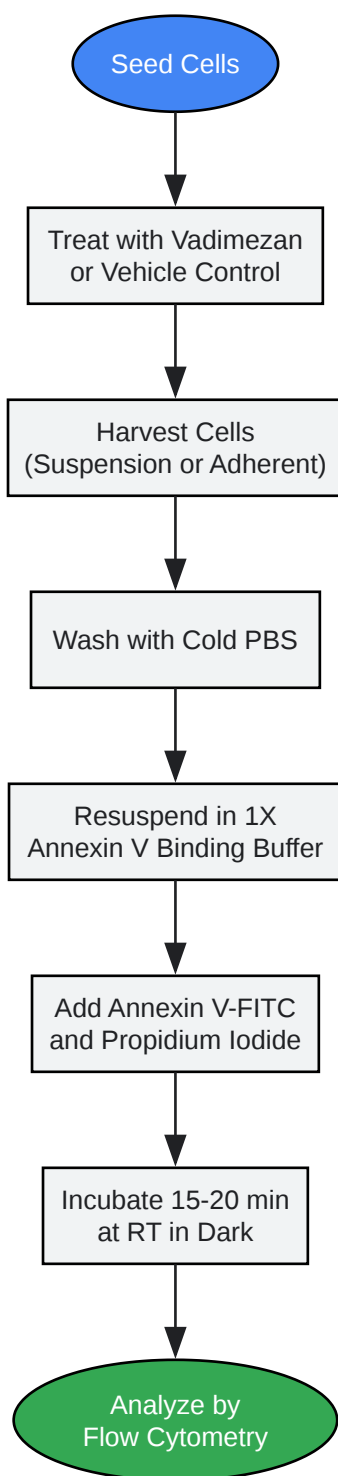 Seed Cells
Treat with Vadimezan
or Vehicle Control
Harvest Cells
(Suspension or Adherent)
Wash with Cold PBS
Resuspend in 1X
Annexin V Binding Buffer
Add Annexin V-FITC
and Propidium Iodide
Incubate 15-20 min
at RT in Dark
Analyze by
Flow Cytometry